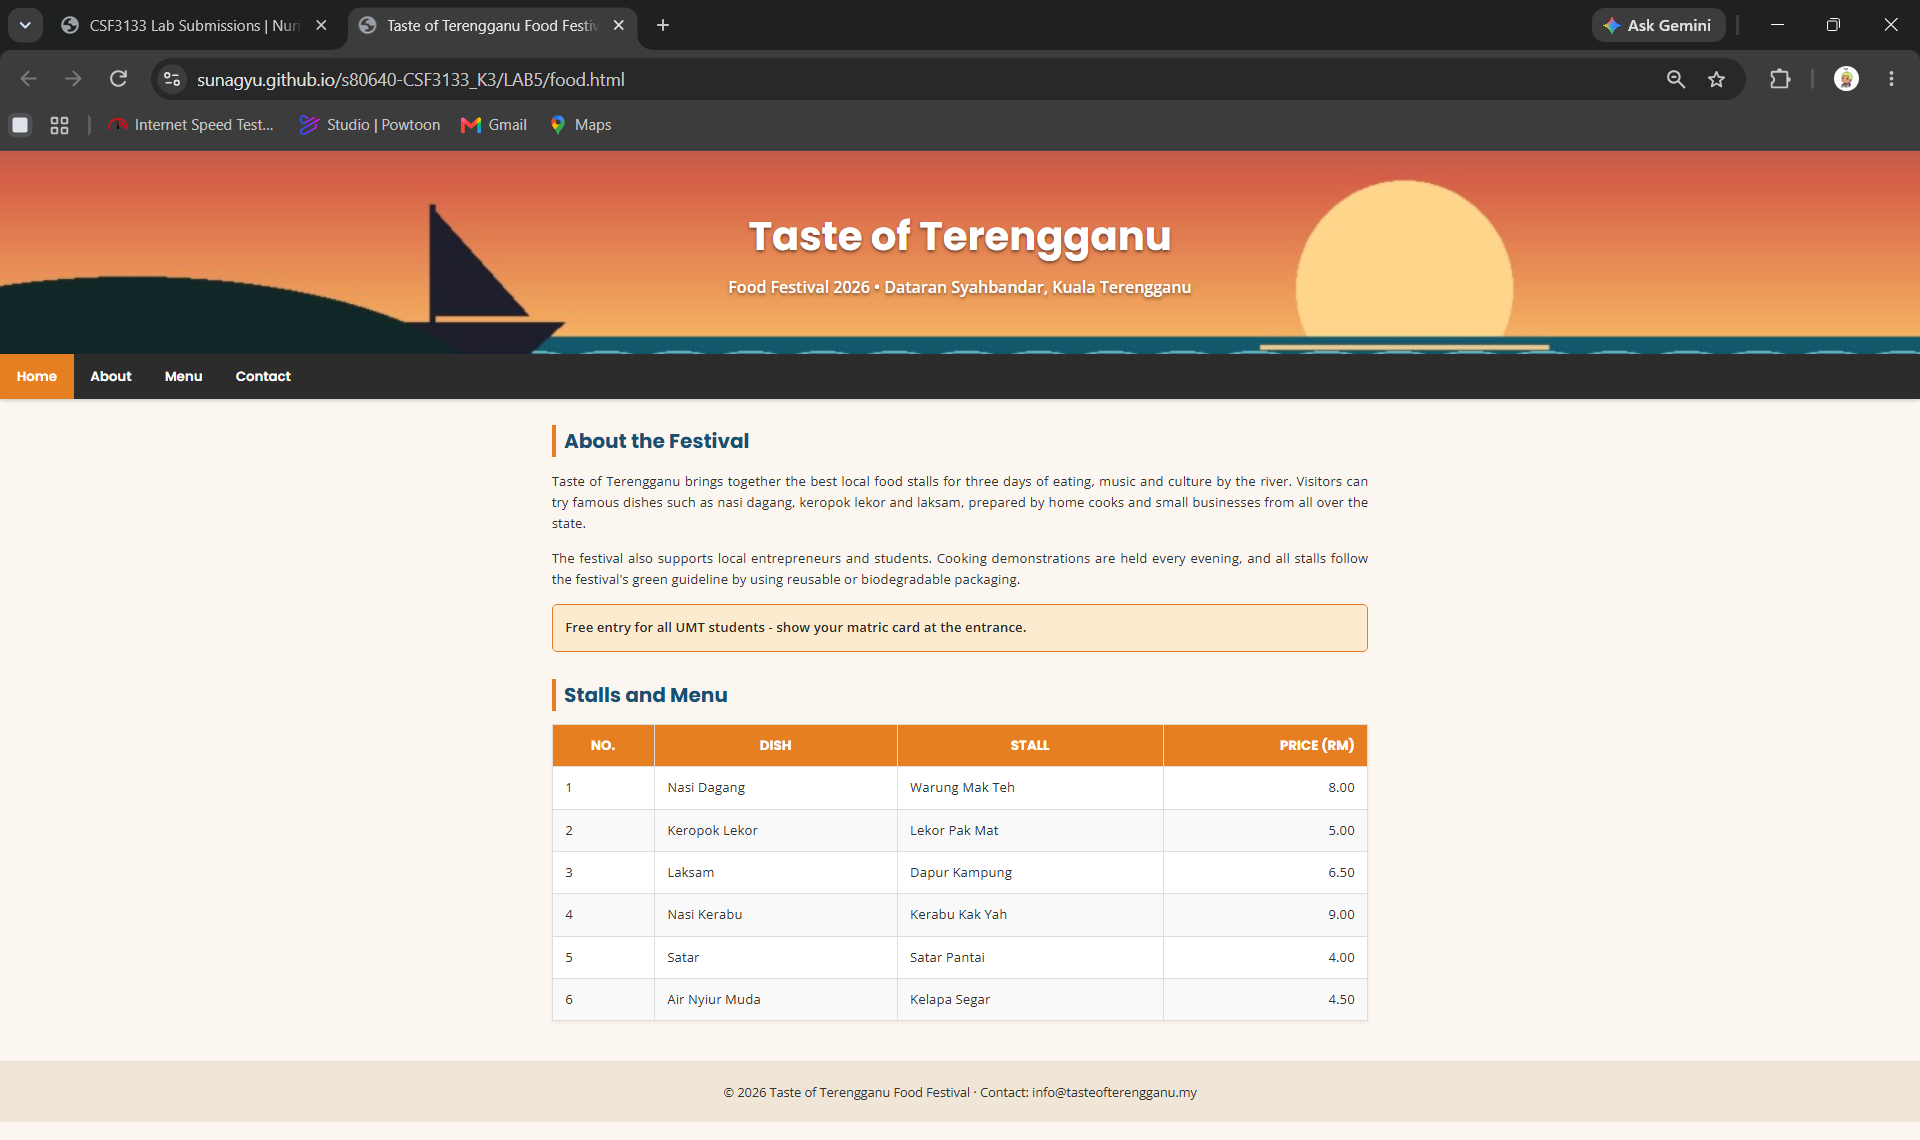 CSF3133 Lab Submissions | Nuri
Taste of Terengganu Food Festiv
Ask Gemini
sunagyu.github.io/s80640-CSF3133_K3/LAB5/food.html
Internet Speed Test...
Studio | Powtoon
Gmail
Maps
Taste of Terengganu
Food Festival 2026 • Dataran Syahbandar, Kuala Terengganu
Home About Menu Contact
About the Festival
Taste of Terengganu brings together the best local food stalls for three days of eating, music and culture by the river. Visitors can
try famous dishes such as nasi dagang, keropok lekor and laksam, prepared by home cooks and small businesses from all over the
state.
The festival also supports local entrepreneurs and students. Cooking demonstrations are held every evening, and all stalls follow
the festival's green guideline by using reusable or biodegradable packaging.
Free entry for all UMT students - show your matric card at the entrance.
Stalls and Menu
NO. DISH STALL PRICE (RM)
1 Nasi Dagang Warung Mak Teh 8.00
2 Keropok Lekor Lekor Pak Mat 5.00
3 Laksam Dapur Kampung 6.50
4 Nasi Kerabu Kerabu Kak Yah 9.00
5 Satar Satar Pantai 4.00
6 Air Nyiur Muda Kelapa Segar 4.50
© 2026 Taste of Terengganu Food Festival · Contact: info@tasteofterengganu.my